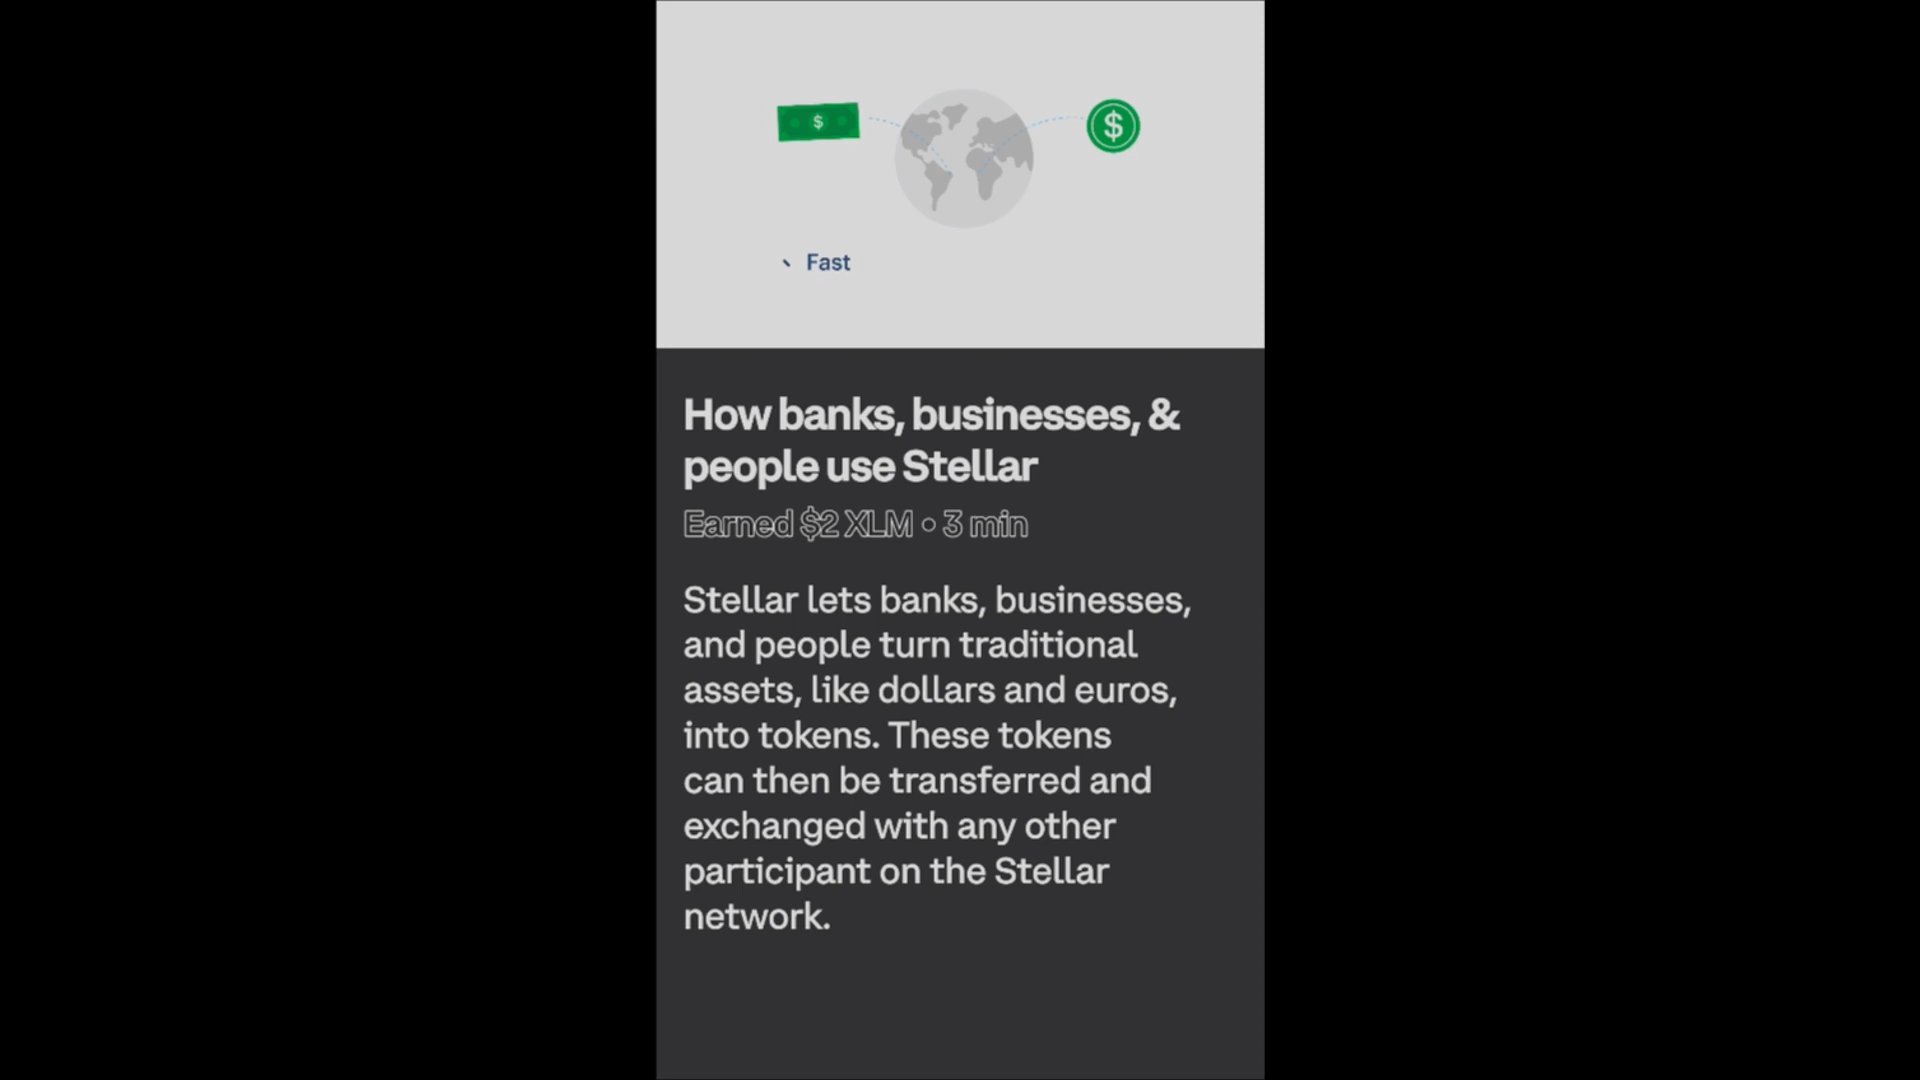 $
$
Fast
How banks, businesses, &
people use Stellar
Earned $2 XLM • 3 min
Stellar lets banks, businesses,
and people turn traditional
assets, like dollars and euros,
into tokens. These tokens
can then be transferred and
exchanged with any other
participant on the Stellar
network.